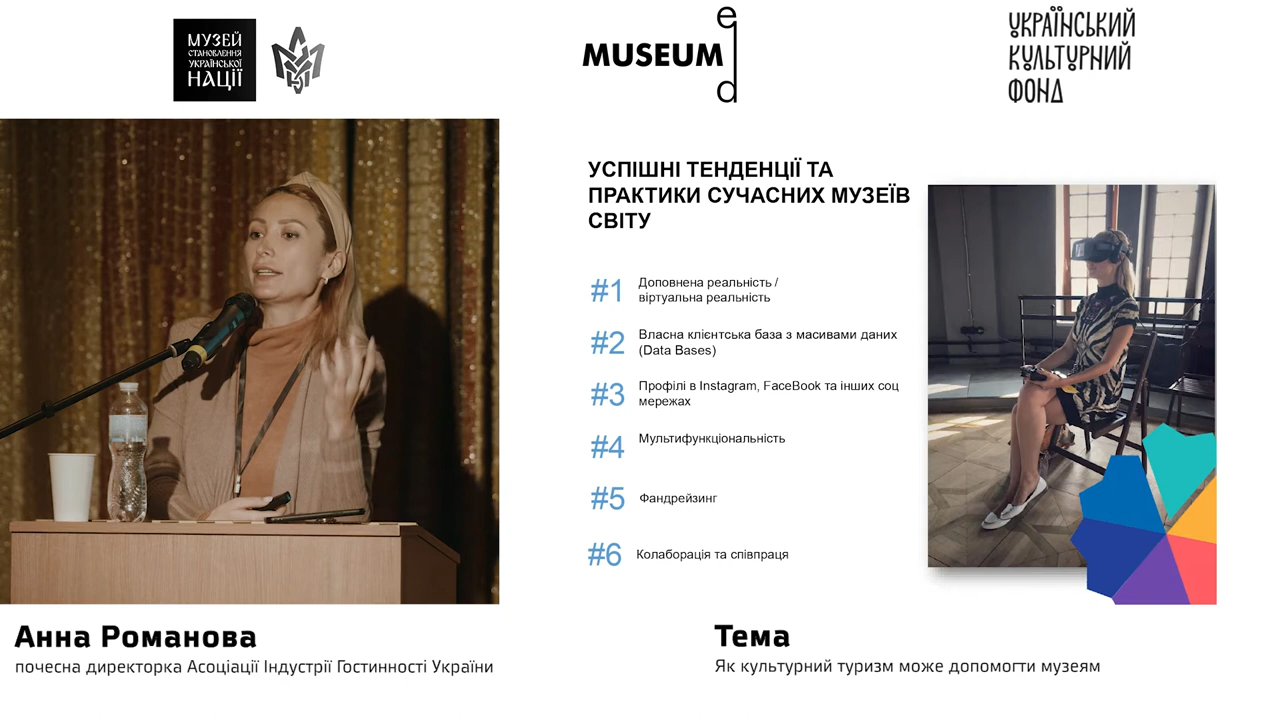 МУЗЕЙ
СТАНОВЛЕННЯ
УКРАЇНСЬКОЇ
НАЦІЇ
MUSEUM
ed
УКРАЇНСЬКИЙ
КУЛЬТУРНИЙ
ФОНД
УСПІШНІ ТЕНДЕНЦІЇ ТА
ПРАКТИКИ СУЧАСНИХ МУЗЕЇВ
СВІТУ
#1 Доповнена реальність /
віртуальна реальність
#2 Власна клієнтська база з масивами даних
(Data Bases)
#3 Профілі в Instagram, FaceBook та інших соц
мережах
#4 Мультифункціональність
#5 Фандрейзинг
#6 Колаборація та співпраця
Анна Романова
почесна директорка Асоціації Індустрії Гостинності України
Тема
Як культурний туризм може допомогти музеям